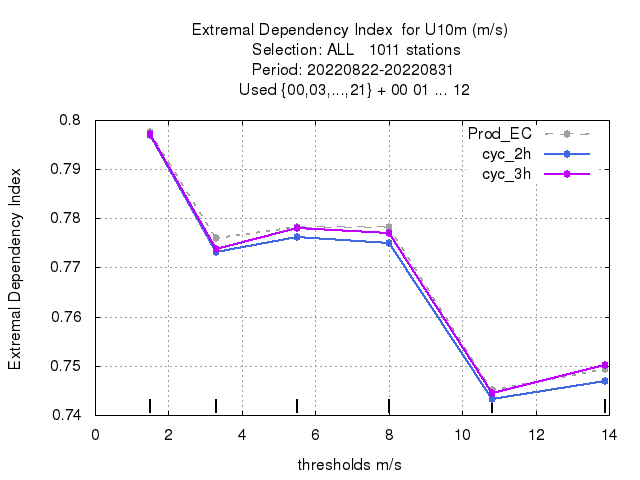 Extremal Dependency Index  for U10m (m/s)
Selection: ALL   1011 stations
Period: 20220822-20220831
Used {00,03,...,21} + 00 01 ... 12
Extremal Dependency Index
0.8
0.79
0.78
0.77
0.76
0.75
0.74
Prod_EC
cyc_2h
cyc_3h
0 2 4 6 8 10 12 14
thresholds m/s